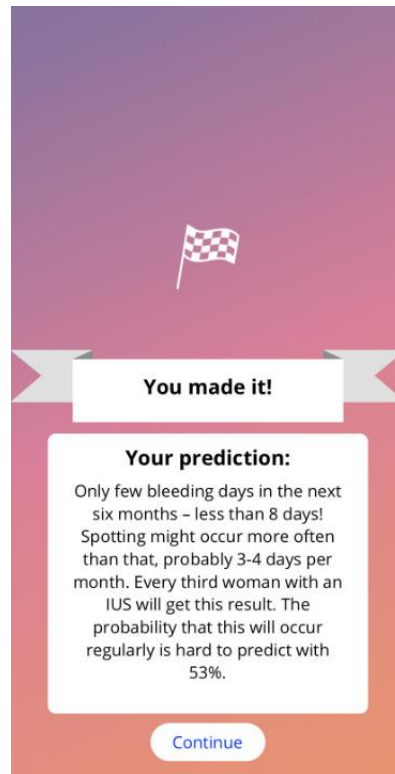 You made it!
Your prediction:
Only few bleeding days in the next
six months – less than 8 days!
Spotting might occur more often
than that, probably 3-4 days per
month. Every third woman with an
IUS will get this result. The
probability that this will occur
regularly is hard to predict with
53%.
Continue